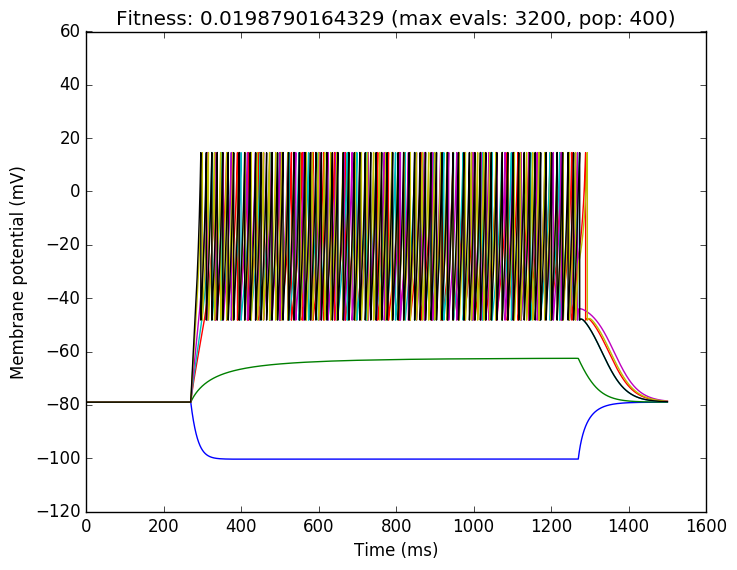 Fitness: 0.0198790164329 (max evals: 3200, pop: 400)
60
40
20
0
−20
−40
−60
−80
−100
−120
Membrane potential (mV)
0 200 400 600 800 1000 1200 1400 1600
Time (ms)